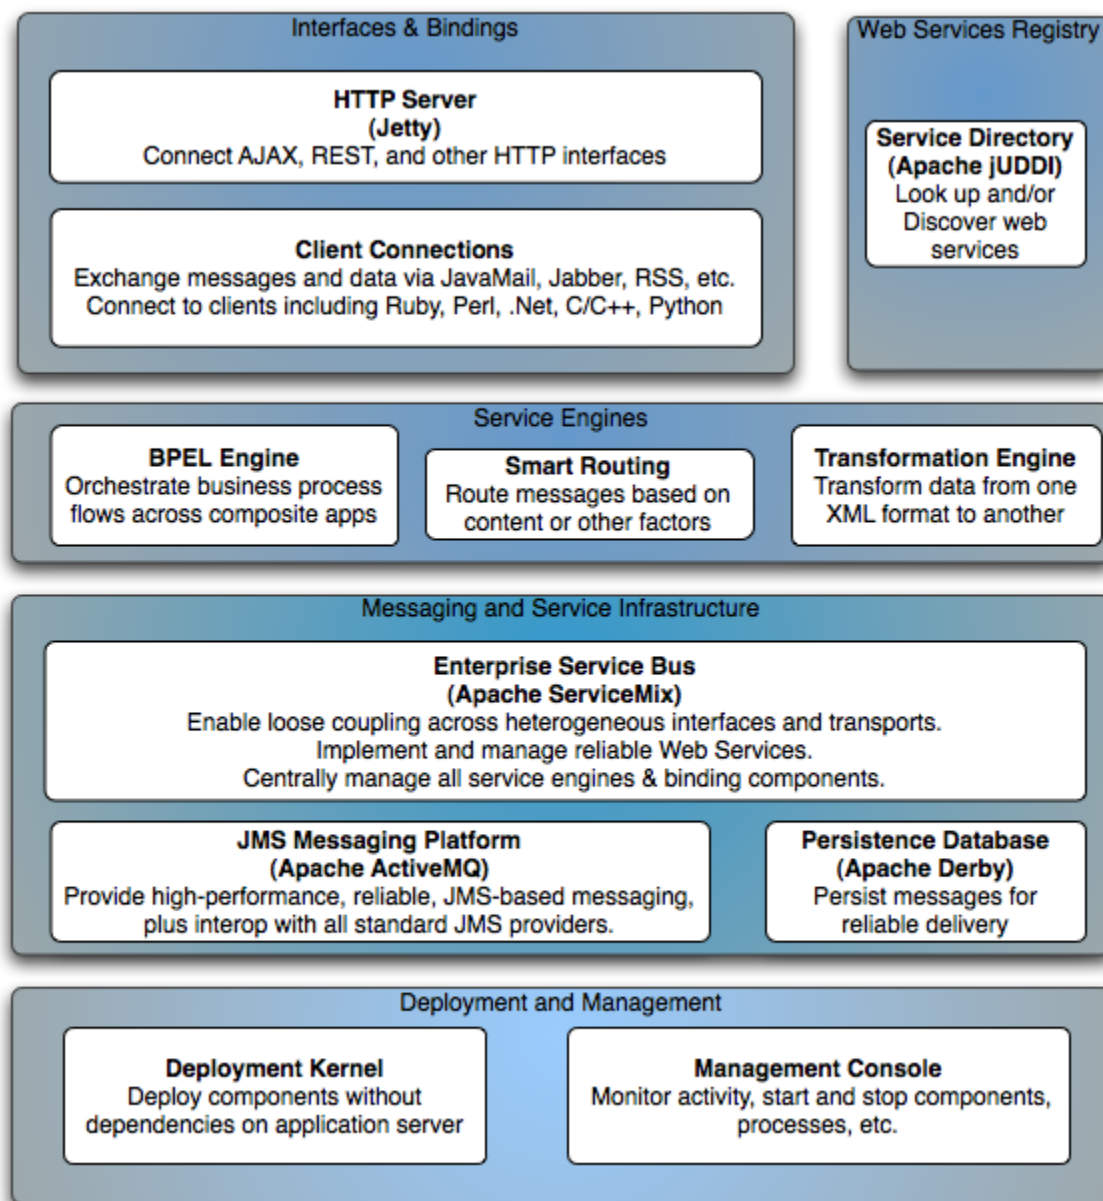 Interfaces & Bindings
HTTP Server
(Jetty)
Connect AJAX, REST, and other HTTP interfaces
Client Connections
Exchange messages and data via JavaMail, Jabber, RSS, etc.
Connect to clients including Ruby, Perl, .Net, C/C++, Python
Web Services Registry
Service Directory
(Apache jUDDI)
Look up and/or
Discover web
services
Service Engines
BPEL Engine
Orchestrate business process
flows across composite apps
Smart Routing
Route messages based on
content or other factors
Transformation Engine
Transform data from one
XML format to another
Messaging and Service Infrastructure
Enterprise Service Bus
(Apache ServiceMix)
Enable loose coupling across heterogeneous interfaces and transports.
Implement and manage reliable Web Services.
Centrally manage all service engines & binding components.
JMS Messaging Platform
(Apache ActiveMQ)
Provide high-performance, reliable, JMS-based messaging,
plus interop with all standard JMS providers.
Persistence Database
(Apache Derby)
Persist messages for
reliable delivery
Deployment and Management
Deployment Kernel
Deploy components without
dependencies on application server
Management Console
Monitor activity, start and stop components,
processes, etc.